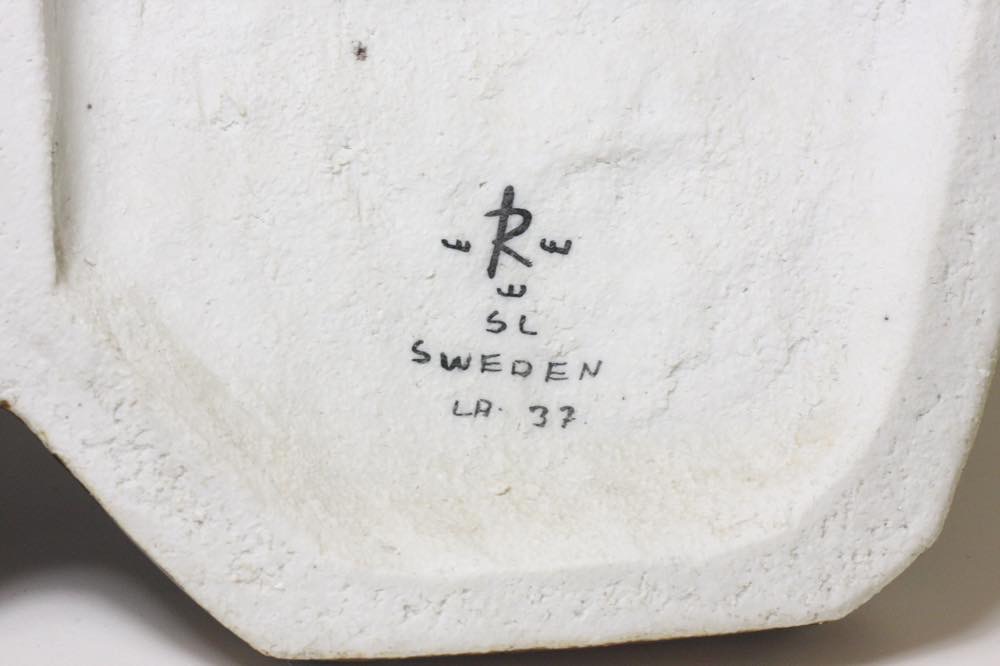 R
SL
SWEDEN
LA. 37.